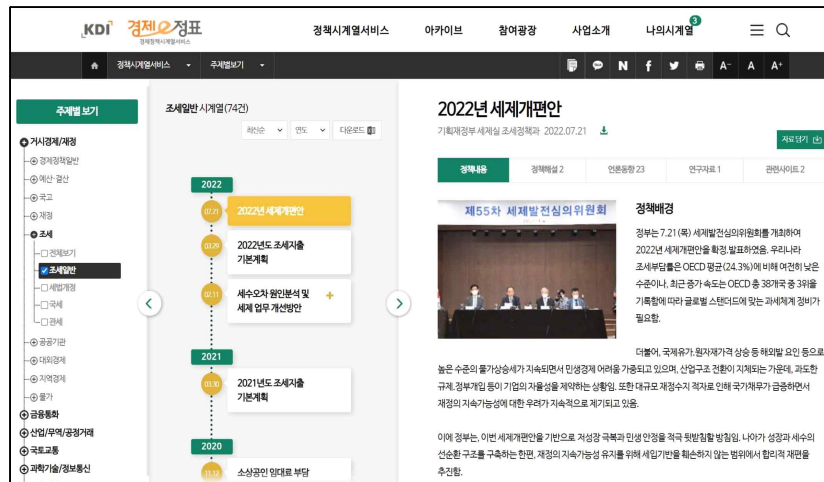 KDI 경제e정표
경제정책시계열서비스
정책시계열서비스 아카이브 참여광장 사업소개 나의시계열 3
정책시계열서비스 주제별보기
N f A- A A+
주제별 보기
거시경제/재정
경제정책일반
예산·결산
국고
재정
조세
전체보기
조세일반
세법개정
국세
관세
공공기관
대외경제
지역경제
물가
금융통화
산업/무역/공정거래
국토교통
과학기술/정보통신
조세일반 시계열(74건)
최신순 연도 다운로드
2022
07.21 2022년 세제개편안
03.29 2022년도 조세지출
기본계획
02.11 세수오차 원인분석 및
세제 업무 개선방안
2021
03.30 2021년도 조세지출
기본계획
2020
11.12 소상공인 임대료 부담
2022년 세제개편안
기획재정부 세제실 조세정책과 2022.07.21
자료담기
정책내용 정책해설 2 언론동향 23 연구자료 1 관련사이트 2
제55차 세제발전심의위원회
정책배경
정부는 7.21(목) 세제발전심의위원회를 개최하여
2022년 세제개편안을 확정.발표하였음. 우리나라
조세부담률은 OECD 평균(24.3%)에 비해 여전히 낮은
수준이나, 최근 증가 속도는 OECD 총 38개국 중 3위을
기록함에 따라 글로벌 스탠더드에 맞는 과세체계 정비가
필요함.
더불어, 국제유가.원자재가격 상승 등 해외발 요인 등으로
높은 수준의 물가상승세가 지속되면서 민생경제 어려움 가중되고 있으며, 산업구조 전환이 지체되는 가운데, 과도한
규제.정부개입 등이 기업의 자율성을 제약하는 상황임. 또한 대규모 재정수지 적자로 인해 국가채무가 급증하면서
재정의 지속가능성에 대한 우려가 지속적으로 제기되고 있음.
이에 정부는, 이번 세제개편안을 기반으로 저성장 극복과 민생 안정을 적극 뒷받침할 방침임. 나아가 성장과 세수의
선순환 구조를 구축하는 한편, 재정의 지속가능성 유지를 위해 세입기반을 훼손하지 않는 범위에서 합리적 재편을
추진함.